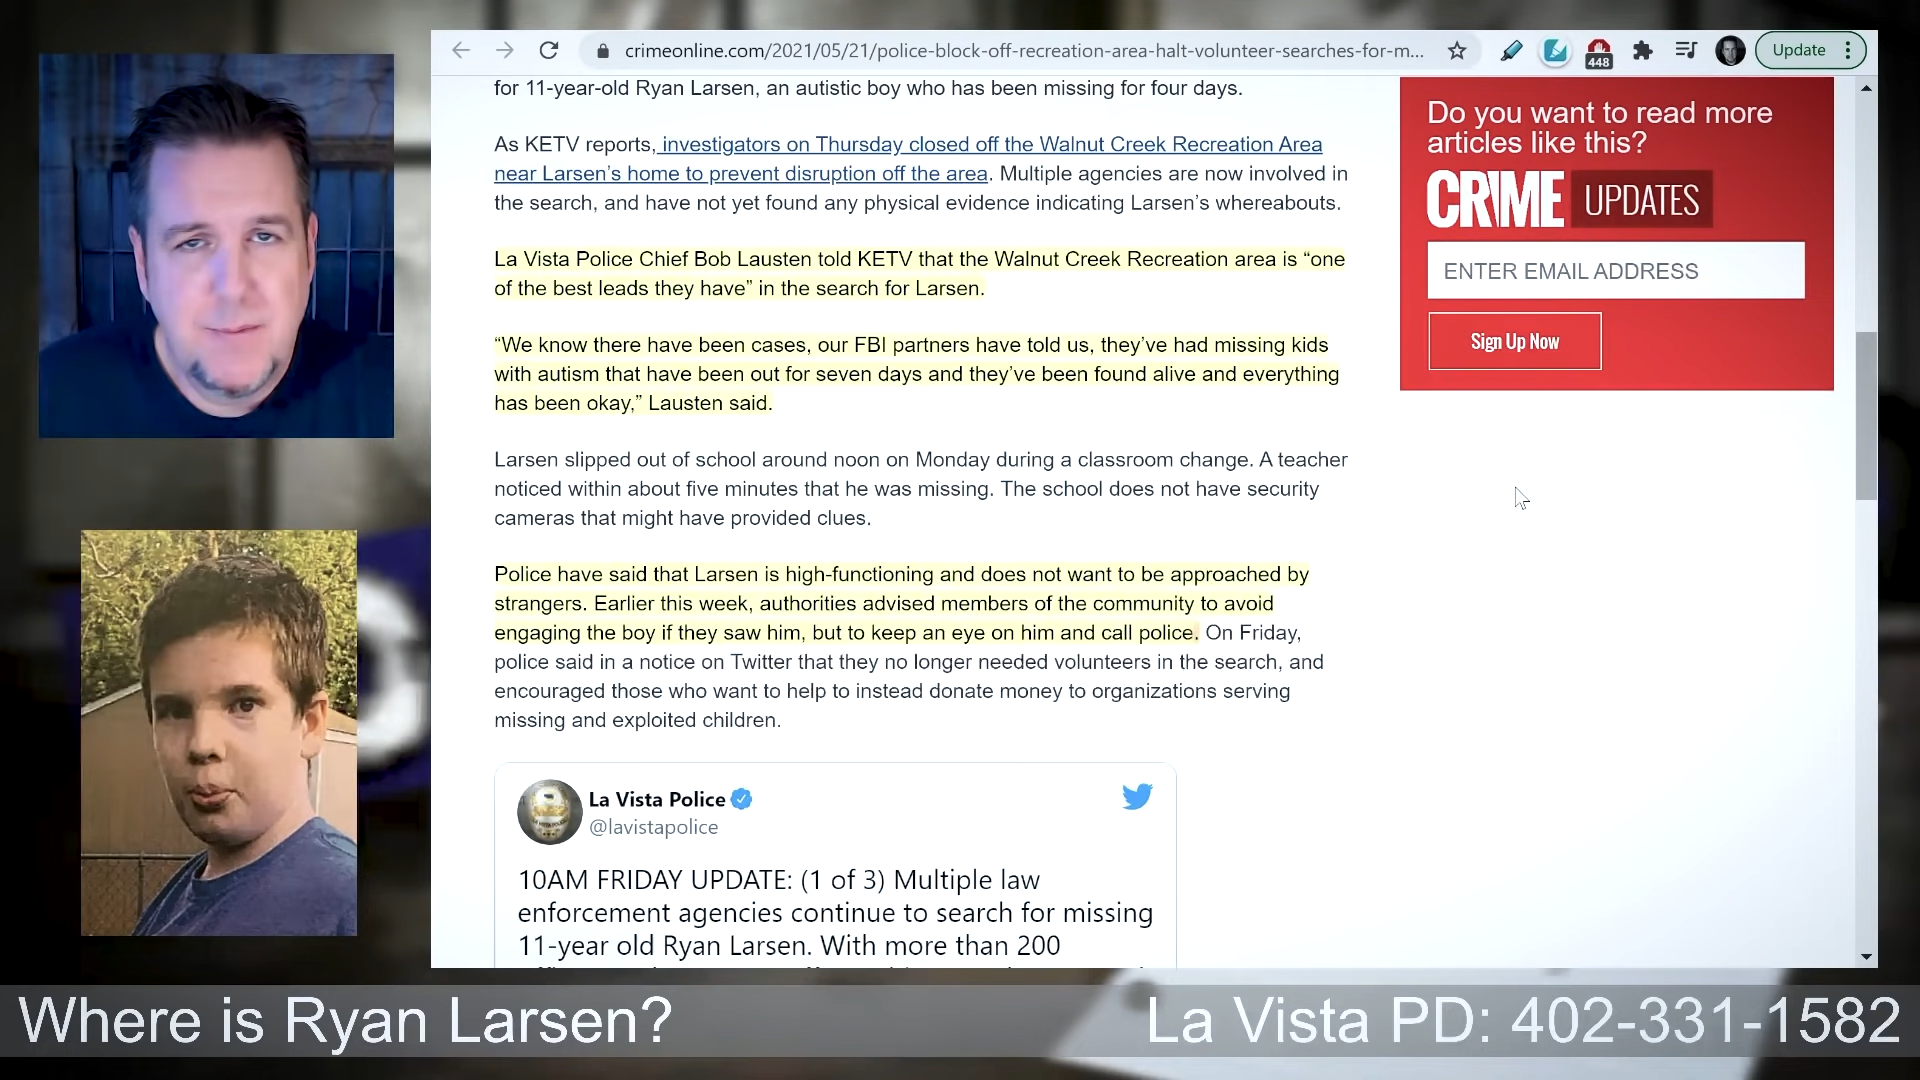 crimeonline.com/2021/05/21/police-block-off-recreation-area-halt-volunteer-searches-for-m...
448
Update
for 11-year-old Ryan Larsen, an autistic boy who has been missing for four days.
As KETV reports, investigators on Thursday closed off the Walnut Creek Recreation Area
near Larsen’s home to prevent disruption off the area. Multiple agencies are now involved in
the search, and have not yet found any physical evidence indicating Larsen’s whereabouts.
La Vista Police Chief Bob Lausten told KETV that the Walnut Creek Recreation area is “one
of the best leads they have” in the search for Larsen.
“We know there have been cases, our FBI partners have told us, they’ve had missing kids
with autism that have been out for seven days and they’ve been found alive and everything
has been okay,” Lausten said.
Larsen slipped out of school around noon on Monday during a classroom change. A teacher
noticed within about five minutes that he was missing. The school does not have security
cameras that might have provided clues.
Police have said that Larsen is high-functioning and does not want to be approached by
strangers. Earlier this week, authorities advised members of the community to avoid
engaging the boy if they saw him, but to keep an eye on him and call police. On Friday,
police said in a notice on Twitter that they no longer needed volunteers in the search, and
encouraged those who want to help to instead donate money to organizations serving
missing and exploited children.
La Vista Police
@lavistapolice
10AM FRIDAY UPDATE: (1 of 3) Multiple law
enforcement agencies continue to search for missing
11-year old Ryan Larsen. With more than 200
Do you want to read more
articles like this?
CRIME UPDATES
ENTER EMAIL ADDRESS
Sign Up Now
Where is Ryan Larsen?
La Vista PD: 402-331-1582